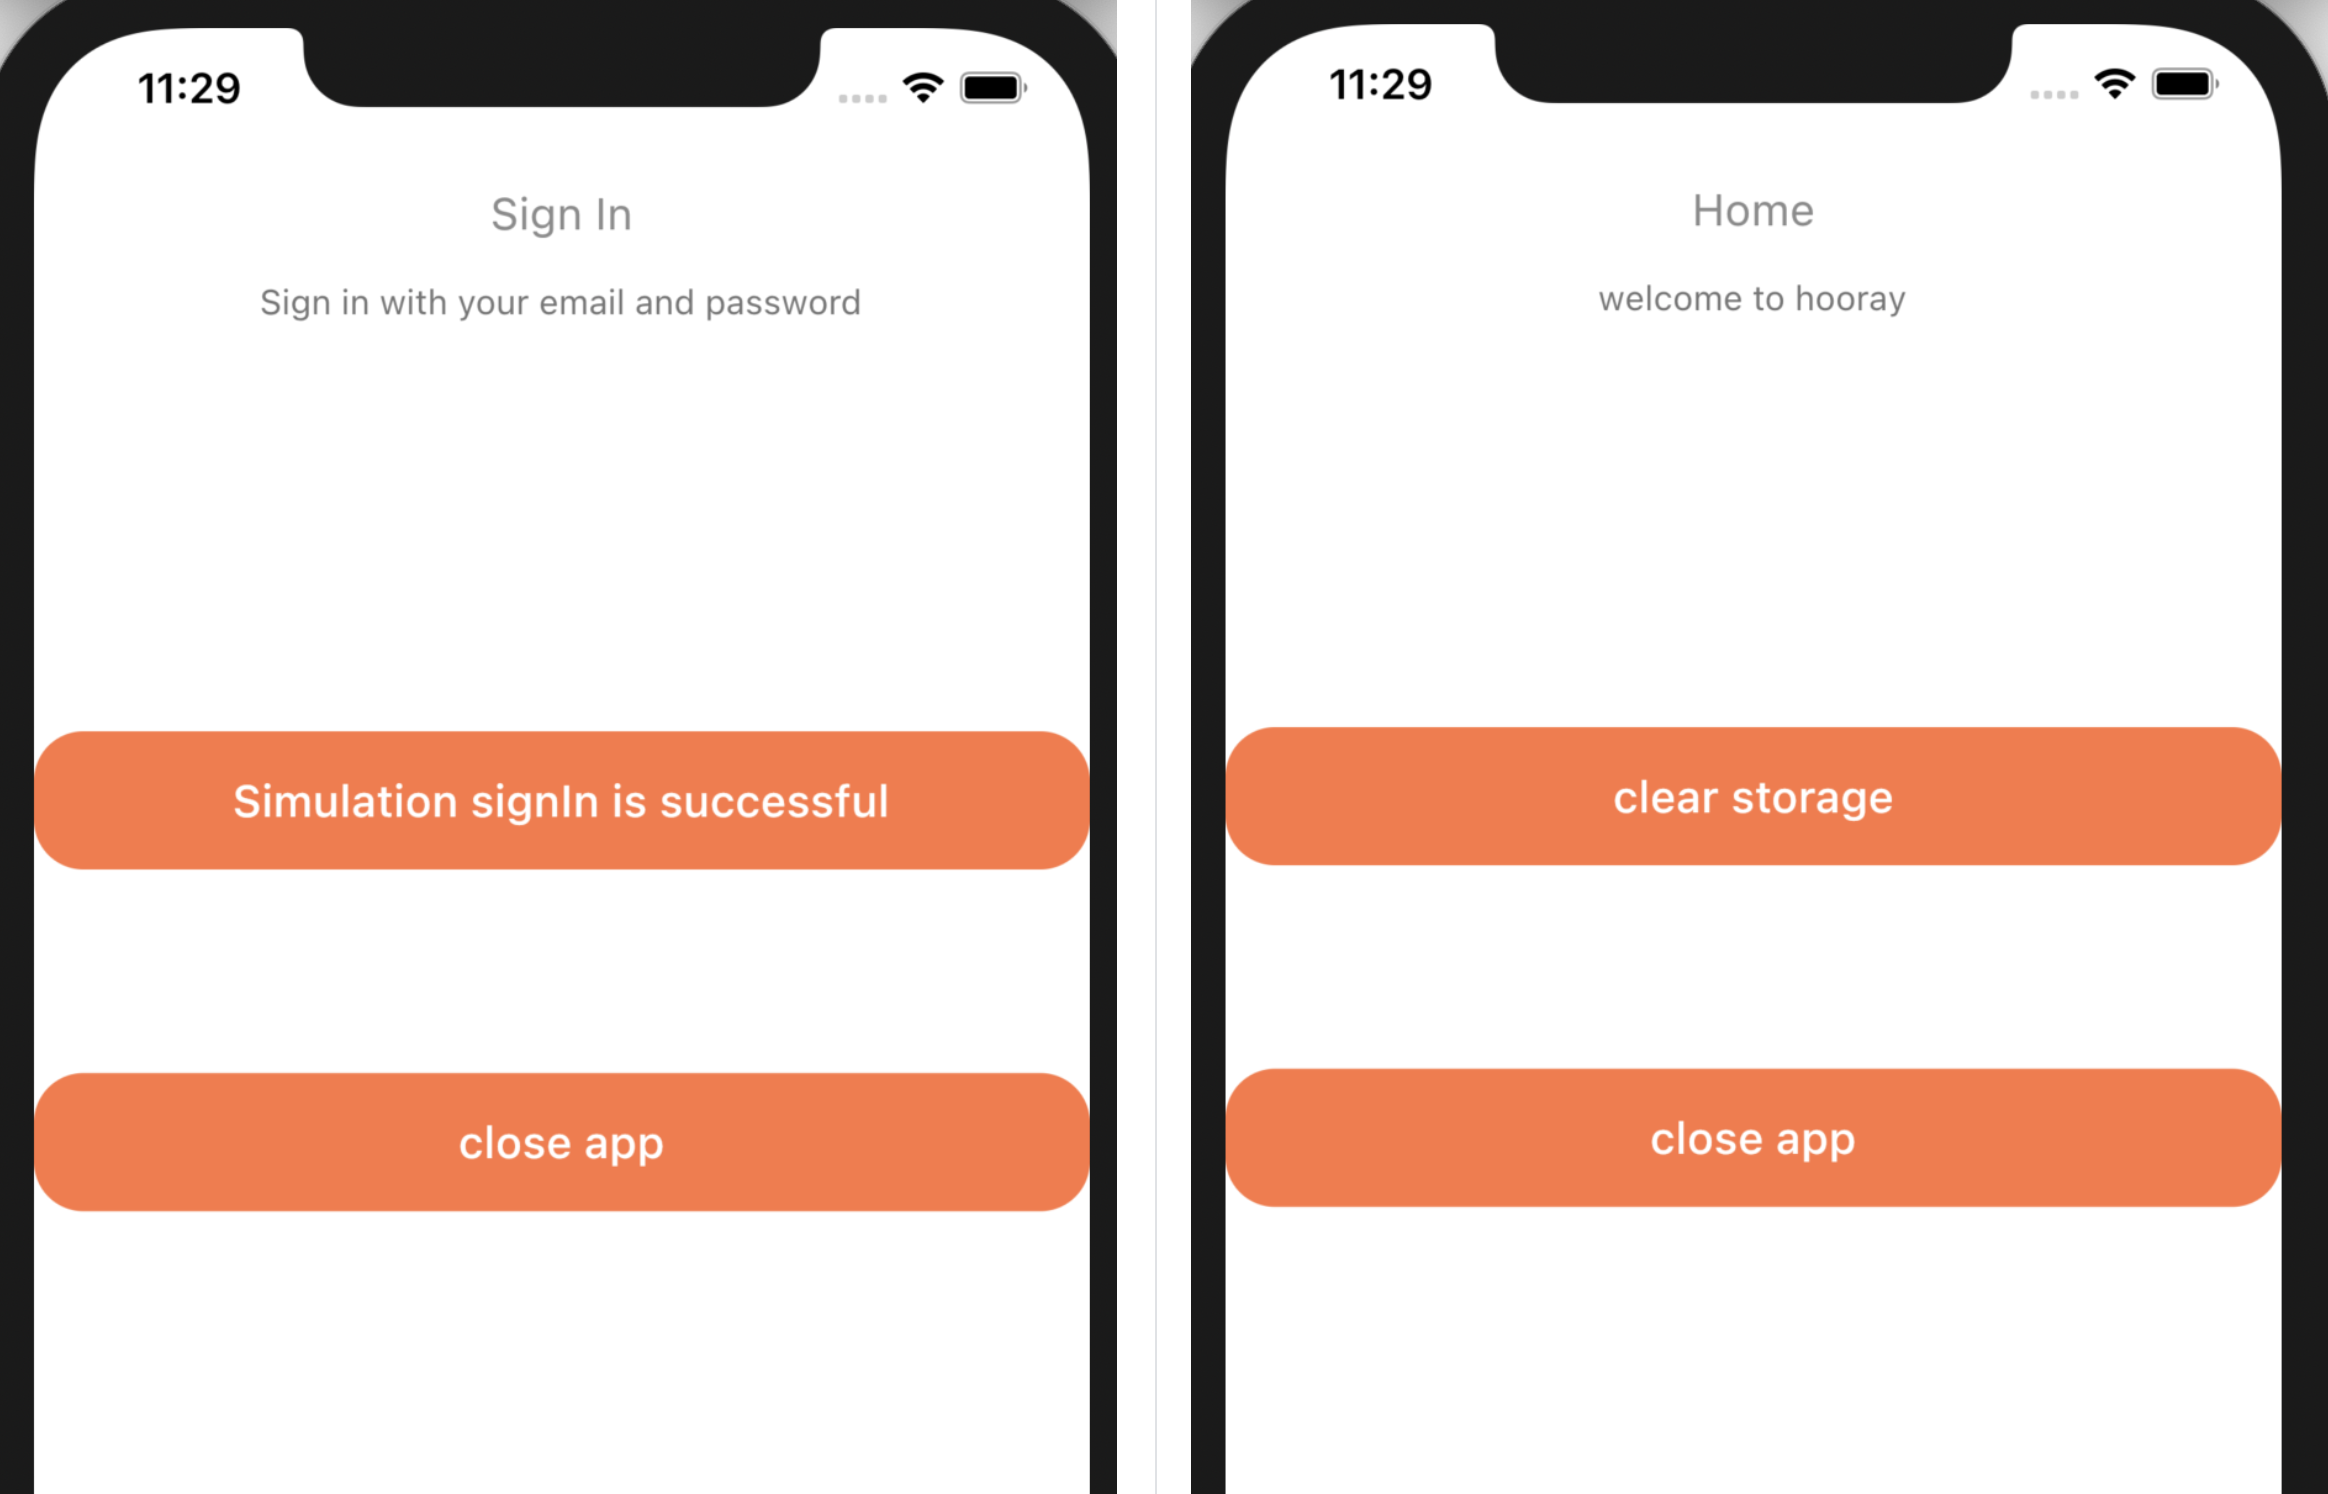 11:29
Sign In
Sign in with your email and password
Simulation signIn is successful
close app
11:29
Home
welcome to hooray
clear storage
close app